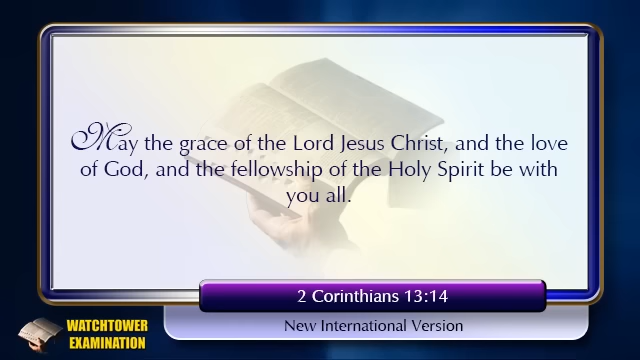 May the grace of the Lord Jesus Christ, and the love
of God, and the fellowship of the Holy Spirit be with
you all.
2 Corinthians 13:14
New International Version
WATCHTOWER
EXAMINATION